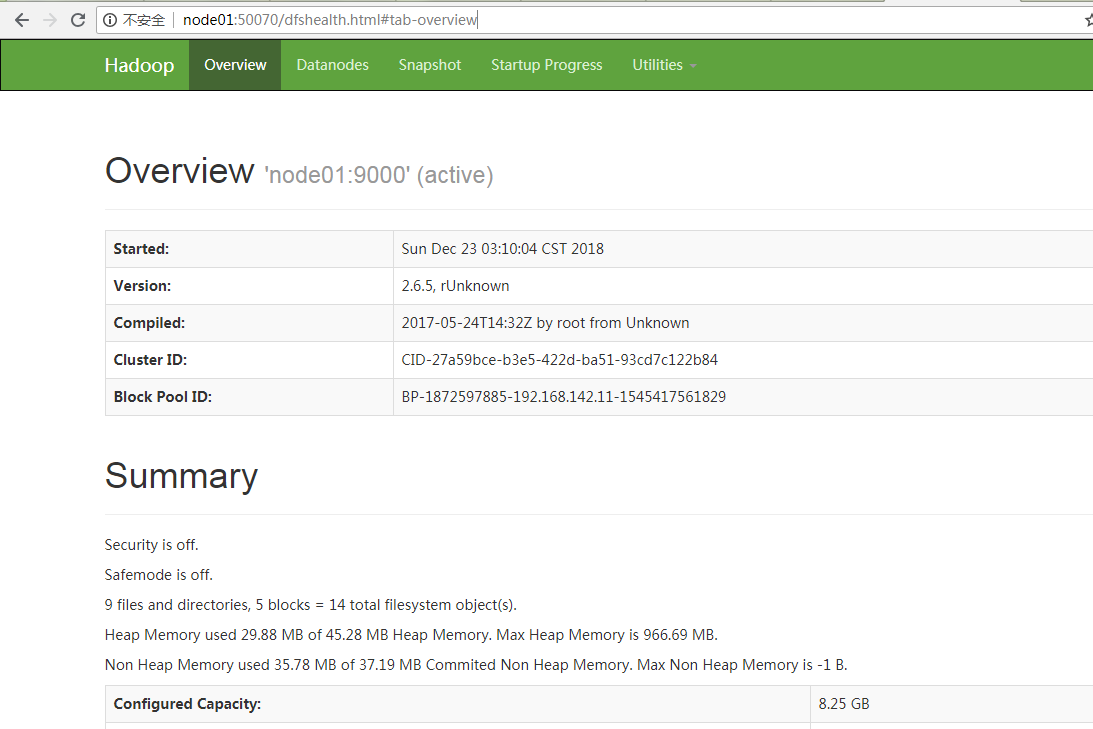 不安全 node01:50070/dfshealth.html#tab-overview
Hadoop Overview Datanodes Snapshot Startup Progress Utilities
Overview 'node01:9000' (active)
Started: Sun Dec 23 03:10:04 CST 2018
Version: 2.6.5, rUnknown
Compiled: 2017-05-24T14:32Z by root from Unknown
Cluster ID: CID-27a59bce-b3e5-422d-ba51-93cd7c122b84
Block Pool ID: BP-1872597885-192.168.142.11-1545417561829
Summary
Security is off.
Safemode is off.
9 files and directories, 5 blocks = 14 total filesystem object(s).
Heap Memory used 29.88 MB of 45.28 MB Heap Memory. Max Heap Memory is 966.69 MB.
Non Heap Memory used 35.78 MB of 37.19 MB Commited Non Heap Memory. Max Non Heap Memory is -1 B.
Configured Capacity: 8.25 GB